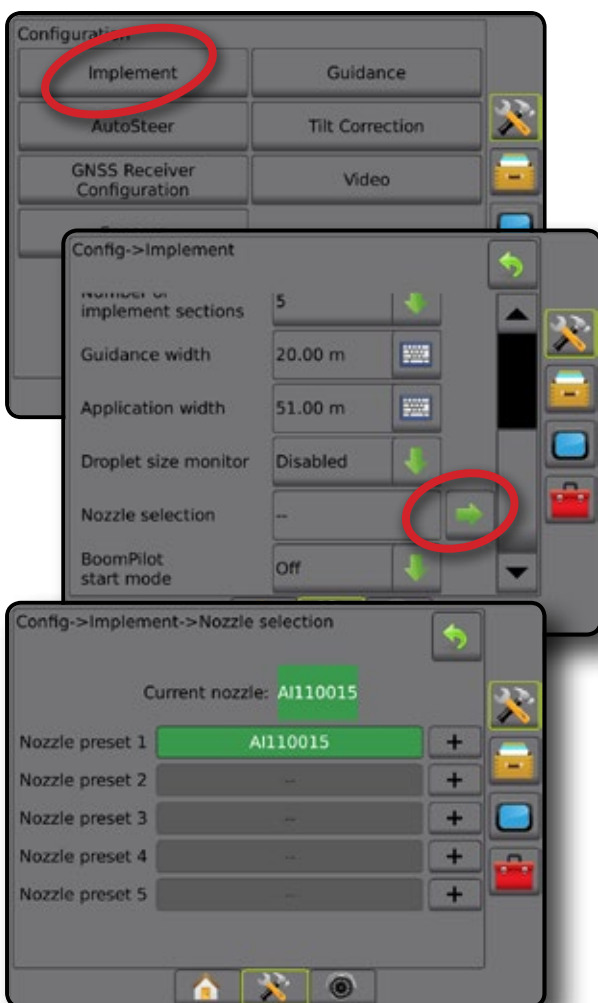 Configuration
Implement
Guidance
AutoSteer
Tilt Correction
GNSS Receiver
Configuration
Video
Config->Implement
Number of
implement sections
5
Guidance width
20.00 m
Application width
51.00 m
Droplet size monitor
Disabled
Nozzle selection
--
BoomPilot
start mode
Off
Config->Implement->Nozzle selection
Current nozzle: AI110015
Nozzle preset 1
AI110015
+
Nozzle preset 2
--
+
Nozzle preset 3
--
+
Nozzle preset 4
--
+
Nozzle preset 5
--
+